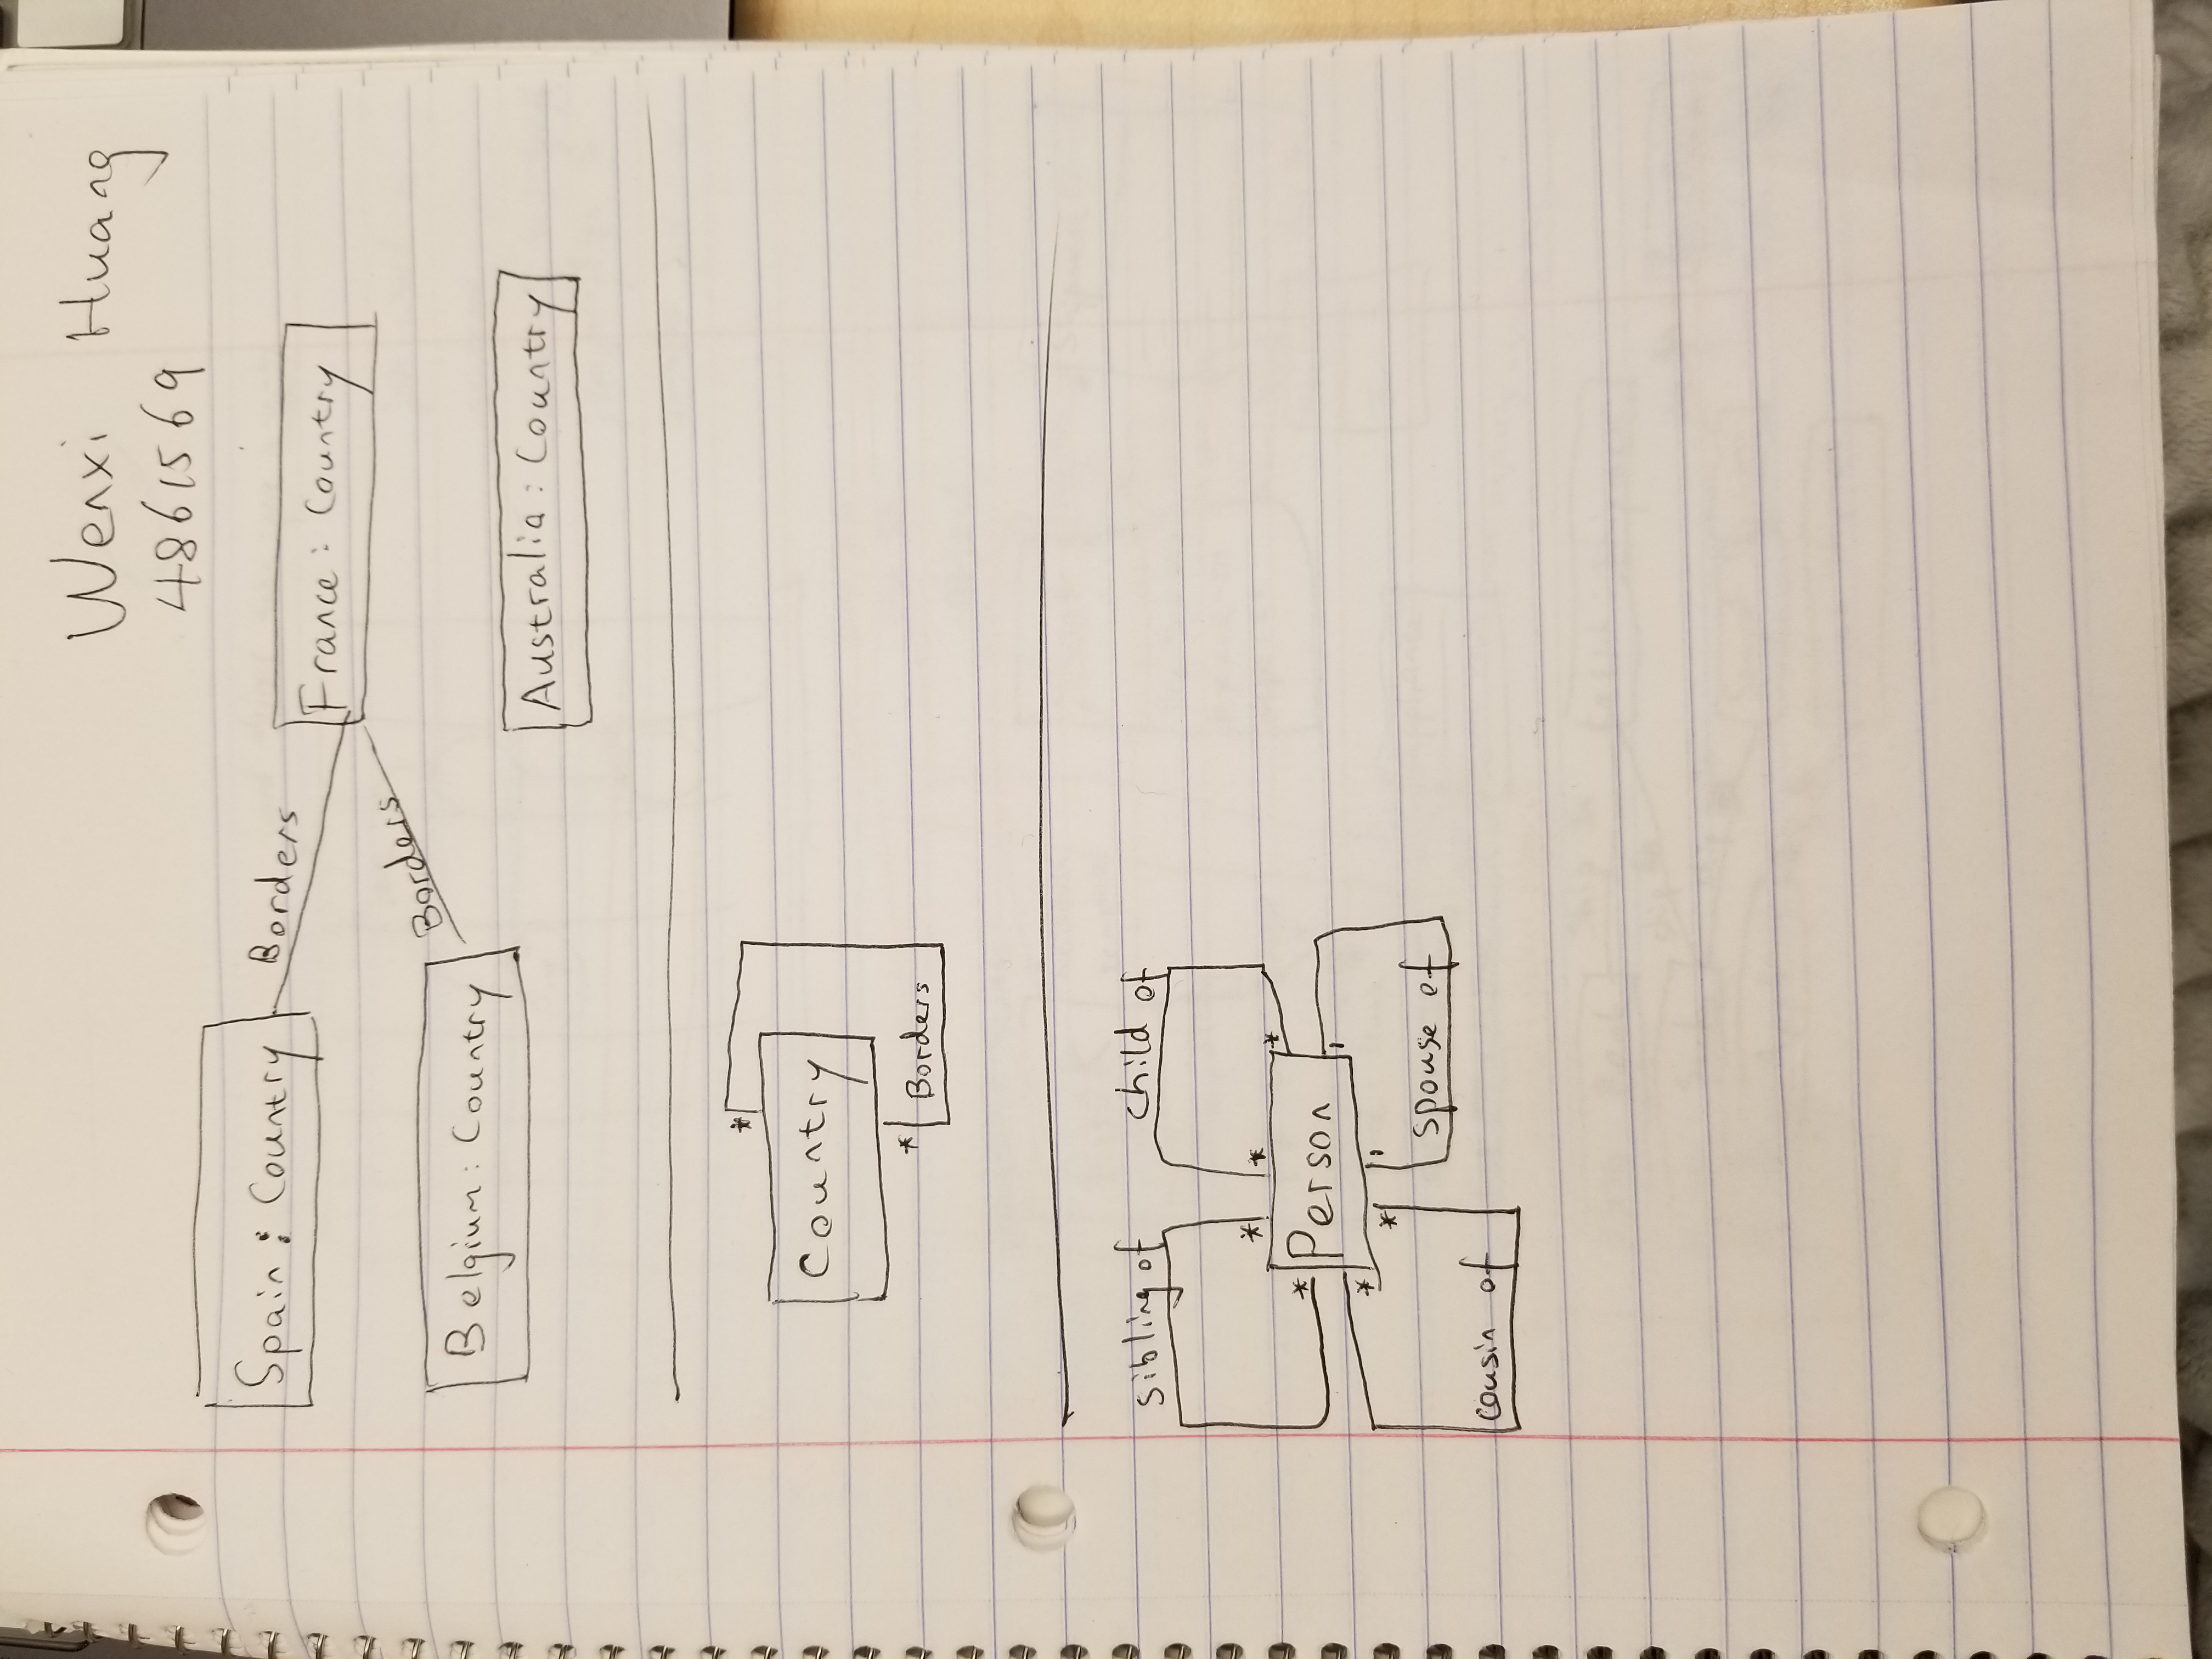 Wenxi Huang
4861569
Spain : Country
Borders
France : Country
Borders
Belgium : Country
Australia : Country
*
Country
*
Borders
sibling of
child of
*
*
*
*
Person
1
*
*
1
spouse of
cousin of